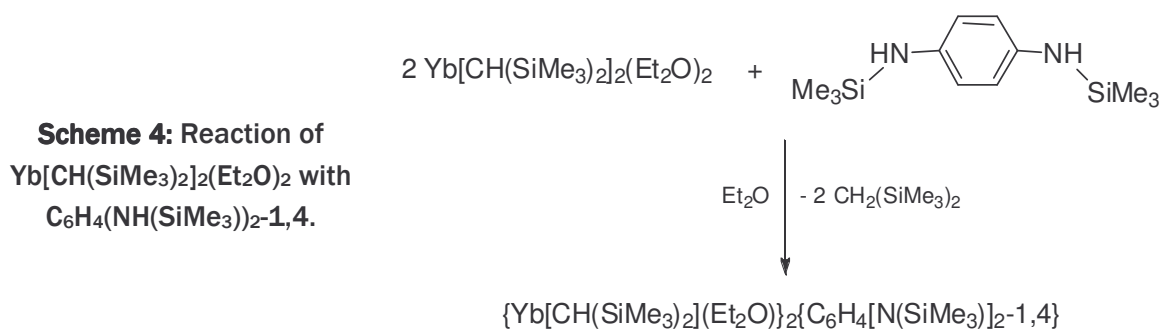 2 Yb[CH(SiMe₃)₂]₂(Et₂O)₂ +
HN
NH
Me₃Si
SiMe₃
Scheme 4: Reaction of
Yb[CH(SiMe₃)₂]₂(Et₂O)₂ with
C₆H₄(NH(SiMe₃))₂-1,4.
Et₂O
- 2 CH₂(SiMe₃)₂
{Yb[CH(SiMe₃)₂](Et₂O)}₂{C₆H₄[N(SiMe₃)]₂-1,4}